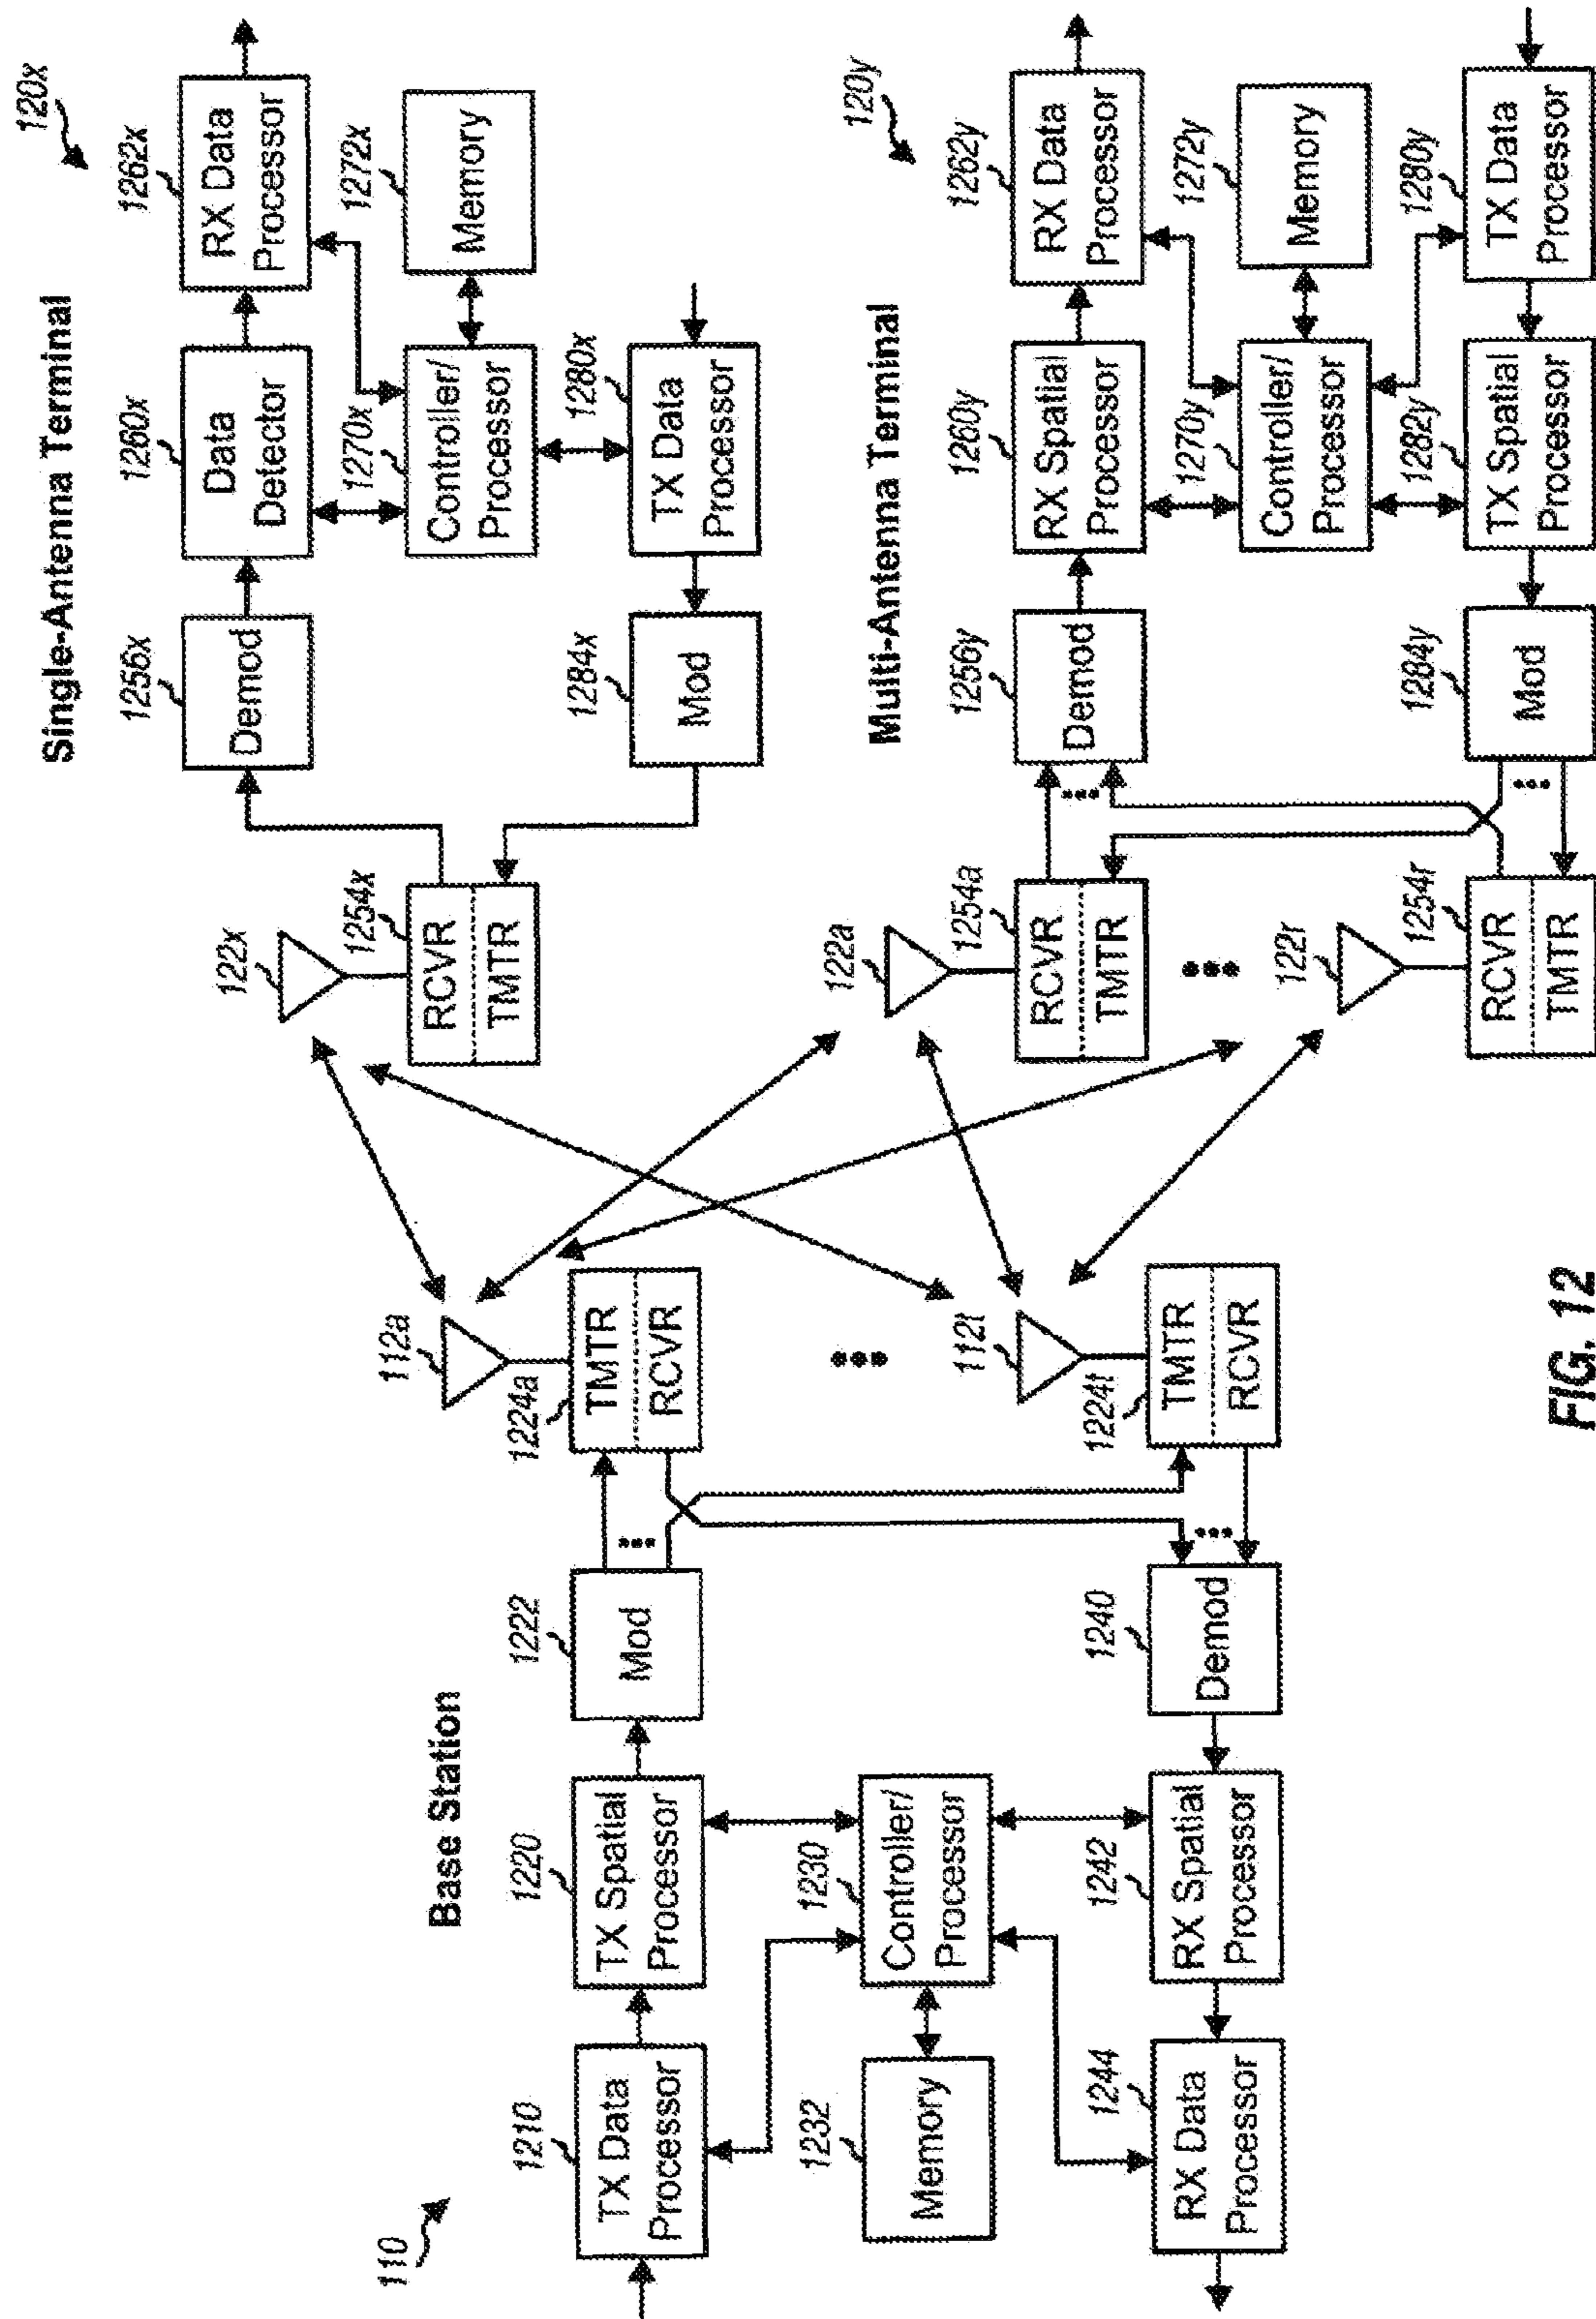 110
Base Station
1210
TX Data
Processor
1220
TX Spatial
Processor
1222
Mod
1224a
TMTR
RCVR
112a
1232
Memory
1230
Controller/
Processor
1244
RX Data
Processor
1242
RX Spatial
Processor
1240
Demod
1224t
TMTR
RCVR
112t
Single-Antenna Terminal
120x
122x
1254x
RCVR
TMTR
1256x
Demod
1260x
Data
Detector
1262x
RX Data
Processor
1270x
Controller/
Processor
1272x
Memory
1284x
Mod
1280x
TX Data
Processor
Multi-Antenna Terminal
120y
122a
1254a
RCVR
TMTR
122r
1254r
RCVR
TMTR
1256y
Demod
1260y
RX Spatial
Processor
1262y
RX Data
Processor
1270y
Controller/
Processor
1272y
Memory
1284y
Mod
1282y
TX Spatial
Processor
1280y
TX Data
Processor
FIG. 12